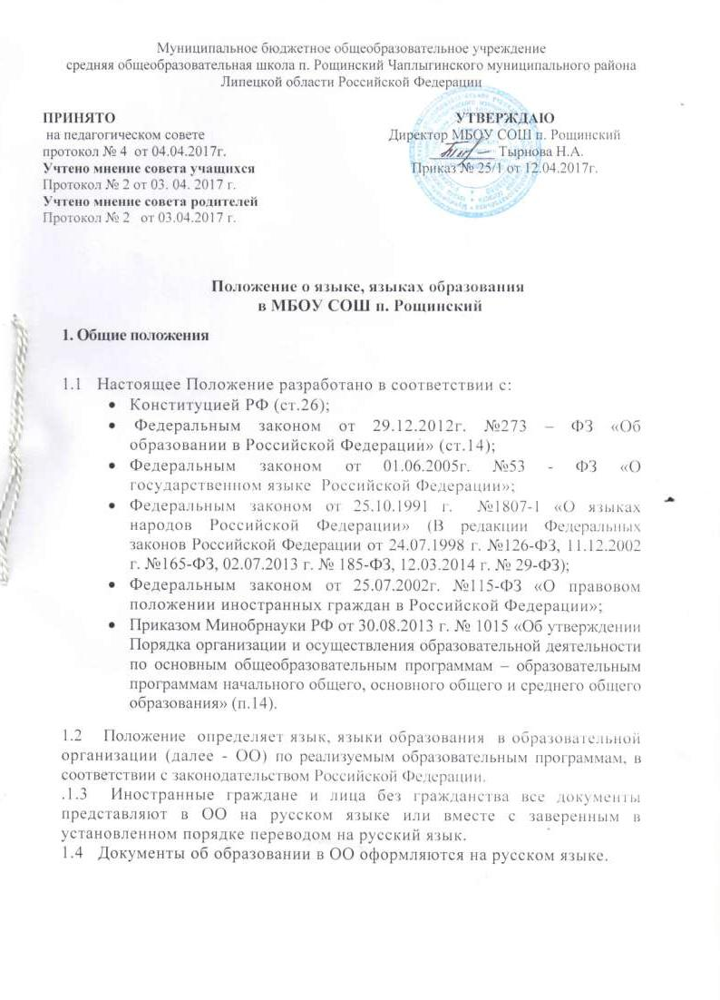 Муниципальное бюджетное общеобразовательное учреждение
средняя общеобразовательная школа п. Рощинский Чаплыгинского муниципального района
Липецкой области Российской Федерации
ПРИНЯТО
на педагогическом совете
протокол № 4 от 04.04.2017г.
Учтено мнение совета учащихся
Протокол № 2 от 03. 04. 2017 г.
Учтено мнение совета родителей
Протокол № 2 от 03.04.2017 г.
УТВЕРЖДАЮ
Директор МБОУ СОШ п. Рощинский
Тырнова Н.А.
Приказ № 25/1 от 12.04.2017г.
Положение о языке, языках образования
в МБОУ СОШ п. Рощинский
1. Общие положения
1.1 Настоящее Положение разработано в соответствии с:
• Конституцией РФ (ст.26);
• Федеральным законом от 29.12.2012г. №273 – ФЗ «Об
образовании в Российской Федерации» (ст.14);
• Федеральным законом от 01.06.2005г. №53 - ФЗ «О
государственном языке Российской Федерации»;
• Федеральным законом от 25.10.1991 г. №1807-1 «О языках
народов Российской Федерации» (В редакции Федеральных
законов Российской Федерации от 24.07.1998 г. №126-ФЗ, 11.12.2002
г. №165-ФЗ, 02.07.2013 г. № 185-ФЗ, 12.03.2014 г. № 29-ФЗ);
• Федеральным законом от 25.07.2002г. №115-ФЗ «О правовом
положении иностранных граждан в Российской Федерации»;
• Приказом Минобрнауки РФ от 30.08.2013 г. № 1015 «Об утверждении
Порядка организации и осуществления образовательной деятельности
по основным общеобразовательным программам – образовательным
программам начального общего, основного общего и среднего общего
образования» (п.14).
1.2 Положение определяет язык, языки образования в образовательной
организации (далее - ОО) по реализуемым образовательным программам, в
соответствии с законодательством Российской Федерации.
.1.3 Иностранные граждане и лица без гражданства все документы
представляют в ОО на русском языке или вместе с заверенным в
установленном порядке переводом на русский язык.
1.4 Документы об образовании в ОО оформляются на русском языке.